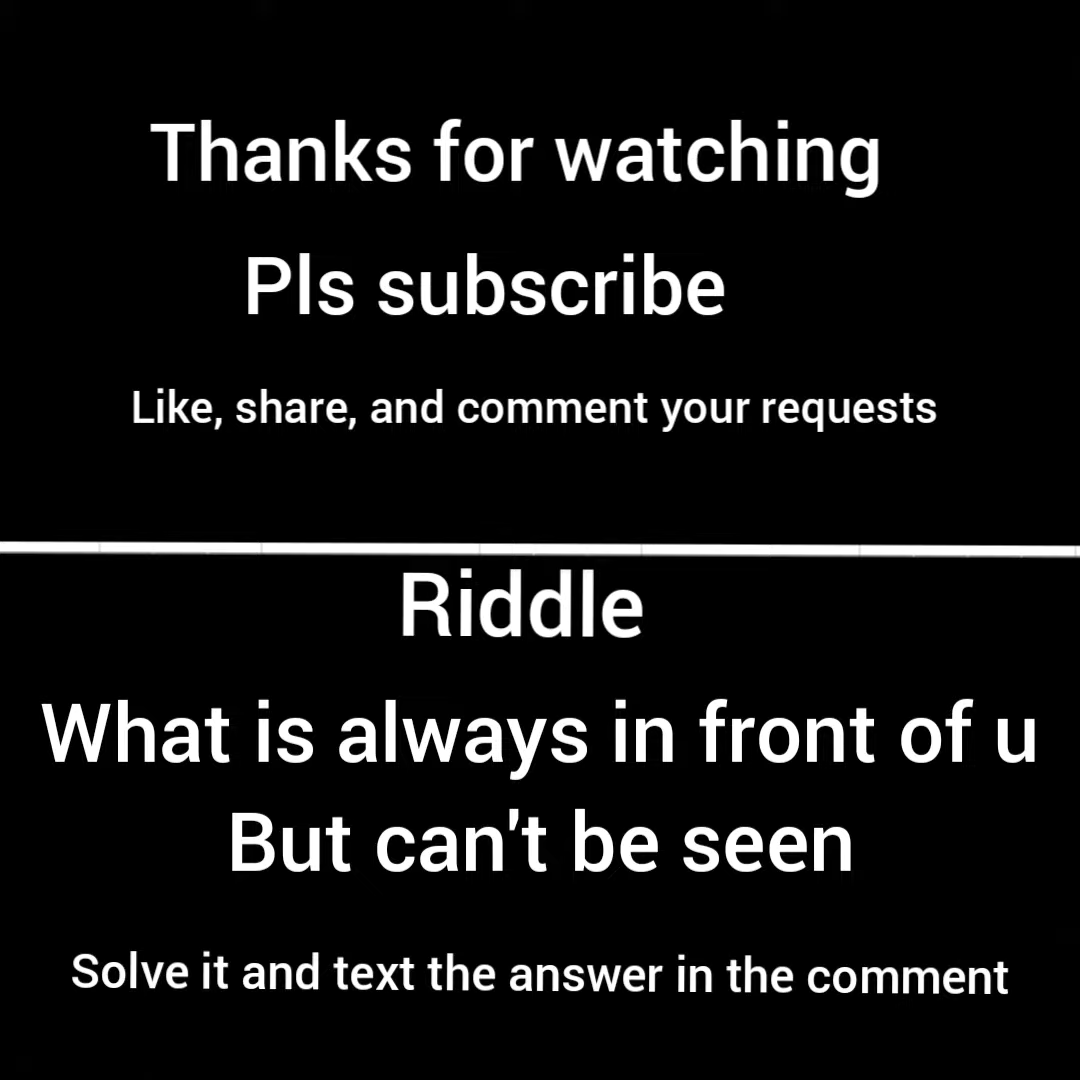 Thanks for watching
Pls subscribe
Like, share, and comment your requests
Riddle
What is always in front of u
But can't be seen
Solve it and text the answer in the comment